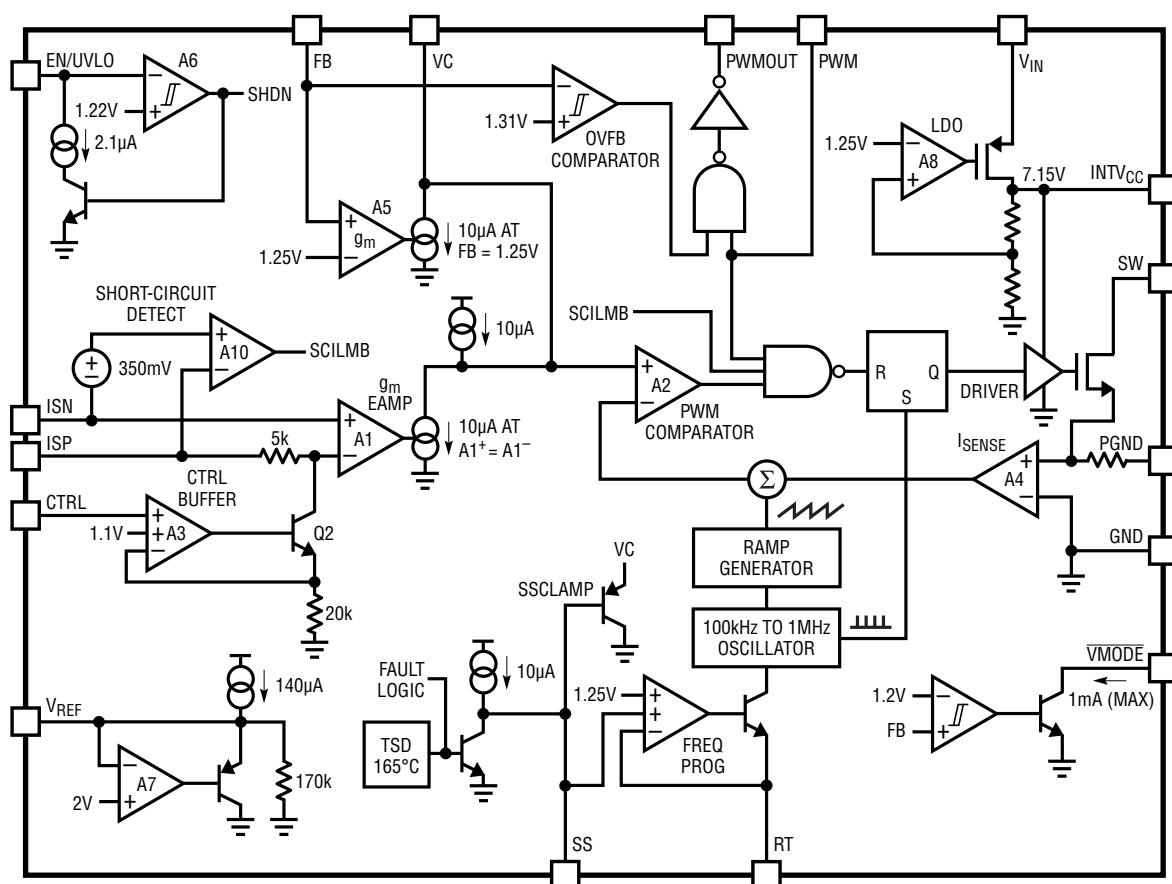 EN/UVLO
A6
FB
VC
PWMOUT
PWM
VIN
SHDN
1.22V
2.1µA
1.31V
OVFB
COMPARATOR
1.25V
LDO
A8
7.15V
INTVCC
A5
gm
1.25V
10µA AT
FB = 1.25V
SW
SHORT-CIRCUIT
DETECT
A10
SCILMB
350mV
10µA
SCILMB
A2
PWM
COMPARATOR
R
Q
S
DRIVER
ISN
gm
EAMP
A1
10µA AT
A1+ = A1−
ISP
5k
ISENSE
A4
PGND
CTRL
CTRL
BUFFER
1.1V
A3
Q2
20k
Σ
RAMP
GENERATOR
GND
VC
SSCLAMP
100kHz TO 1MHz
OSCILLATOR
VMODE
1mA (MAX)
1.2V
FB
140µA
VREF
A7
2V
170k
FAULT
LOGIC
10µA
TSD
165°C
1.25V
FREQ
PROG
SS
RT